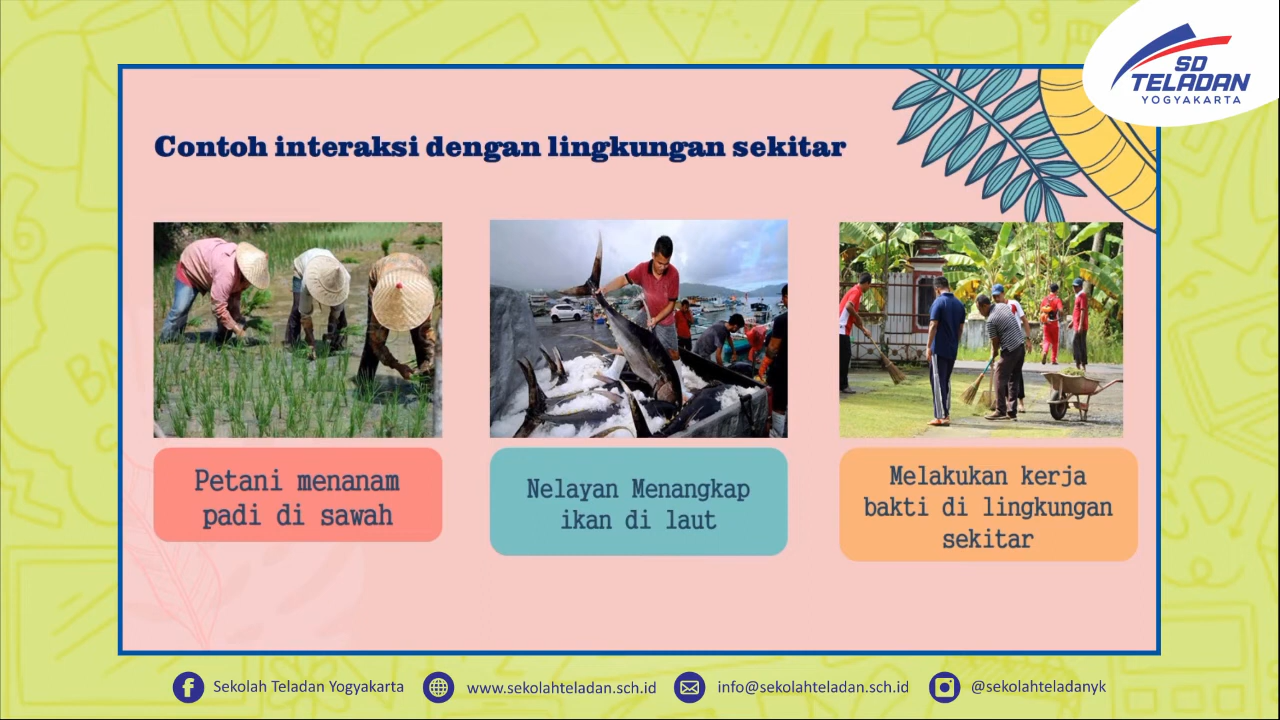 SD
TELADAN
YOGYAKARTA
Contoh interaksi dengan lingkungan sekitar
Petani menanam
padi di sawah
Nelayan Menangkap
ikan di laut
Melakukan kerja
bakti di lingkungan
sekitar
Sekolah Teladan Yogyakarta
www.sekolahteladan.sch.id
info@sekolahteladan.sch.id
@sekolahteladanyk